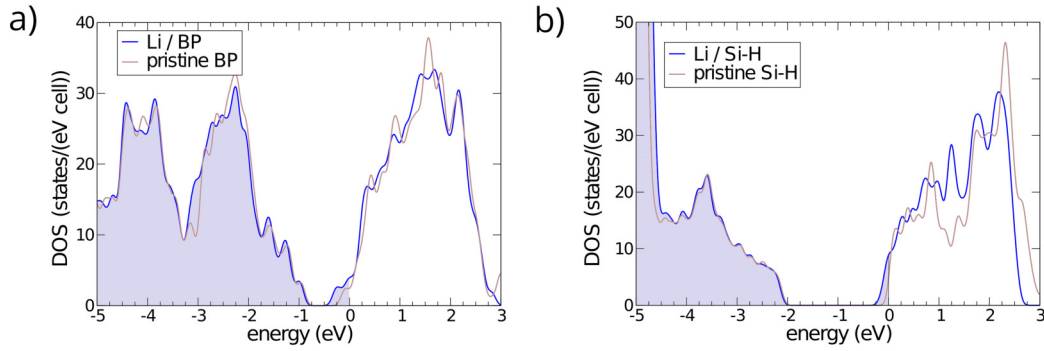 a)
DOS (states/(eV cell))
40
30
20
10
0
Li / BP
pristine BP
-5 -4 -3 -2 -1 0 1 2 3
energy (eV)
b)
DOS (states/(eV cell))
50
40
30
20
10
0
Li / Si-H
pristine Si-H
-5 -4 -3 -2 -1 0 1 2 3
energy (eV)